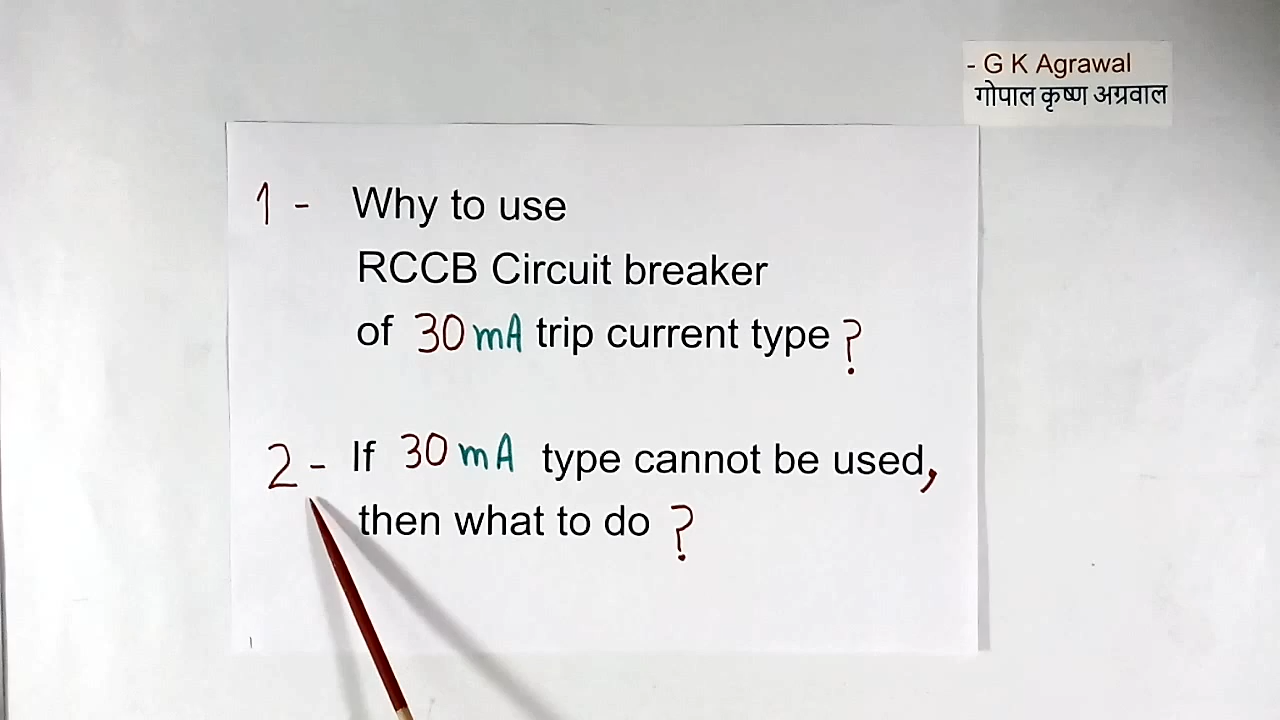 - G K Agrawal
गोपाल कृष्ण अग्रवाल
1 - Why to use
RCCB Circuit breaker
of 30 mA trip current type ?
2 - If 30 mA type cannot be used,
then what to do ?